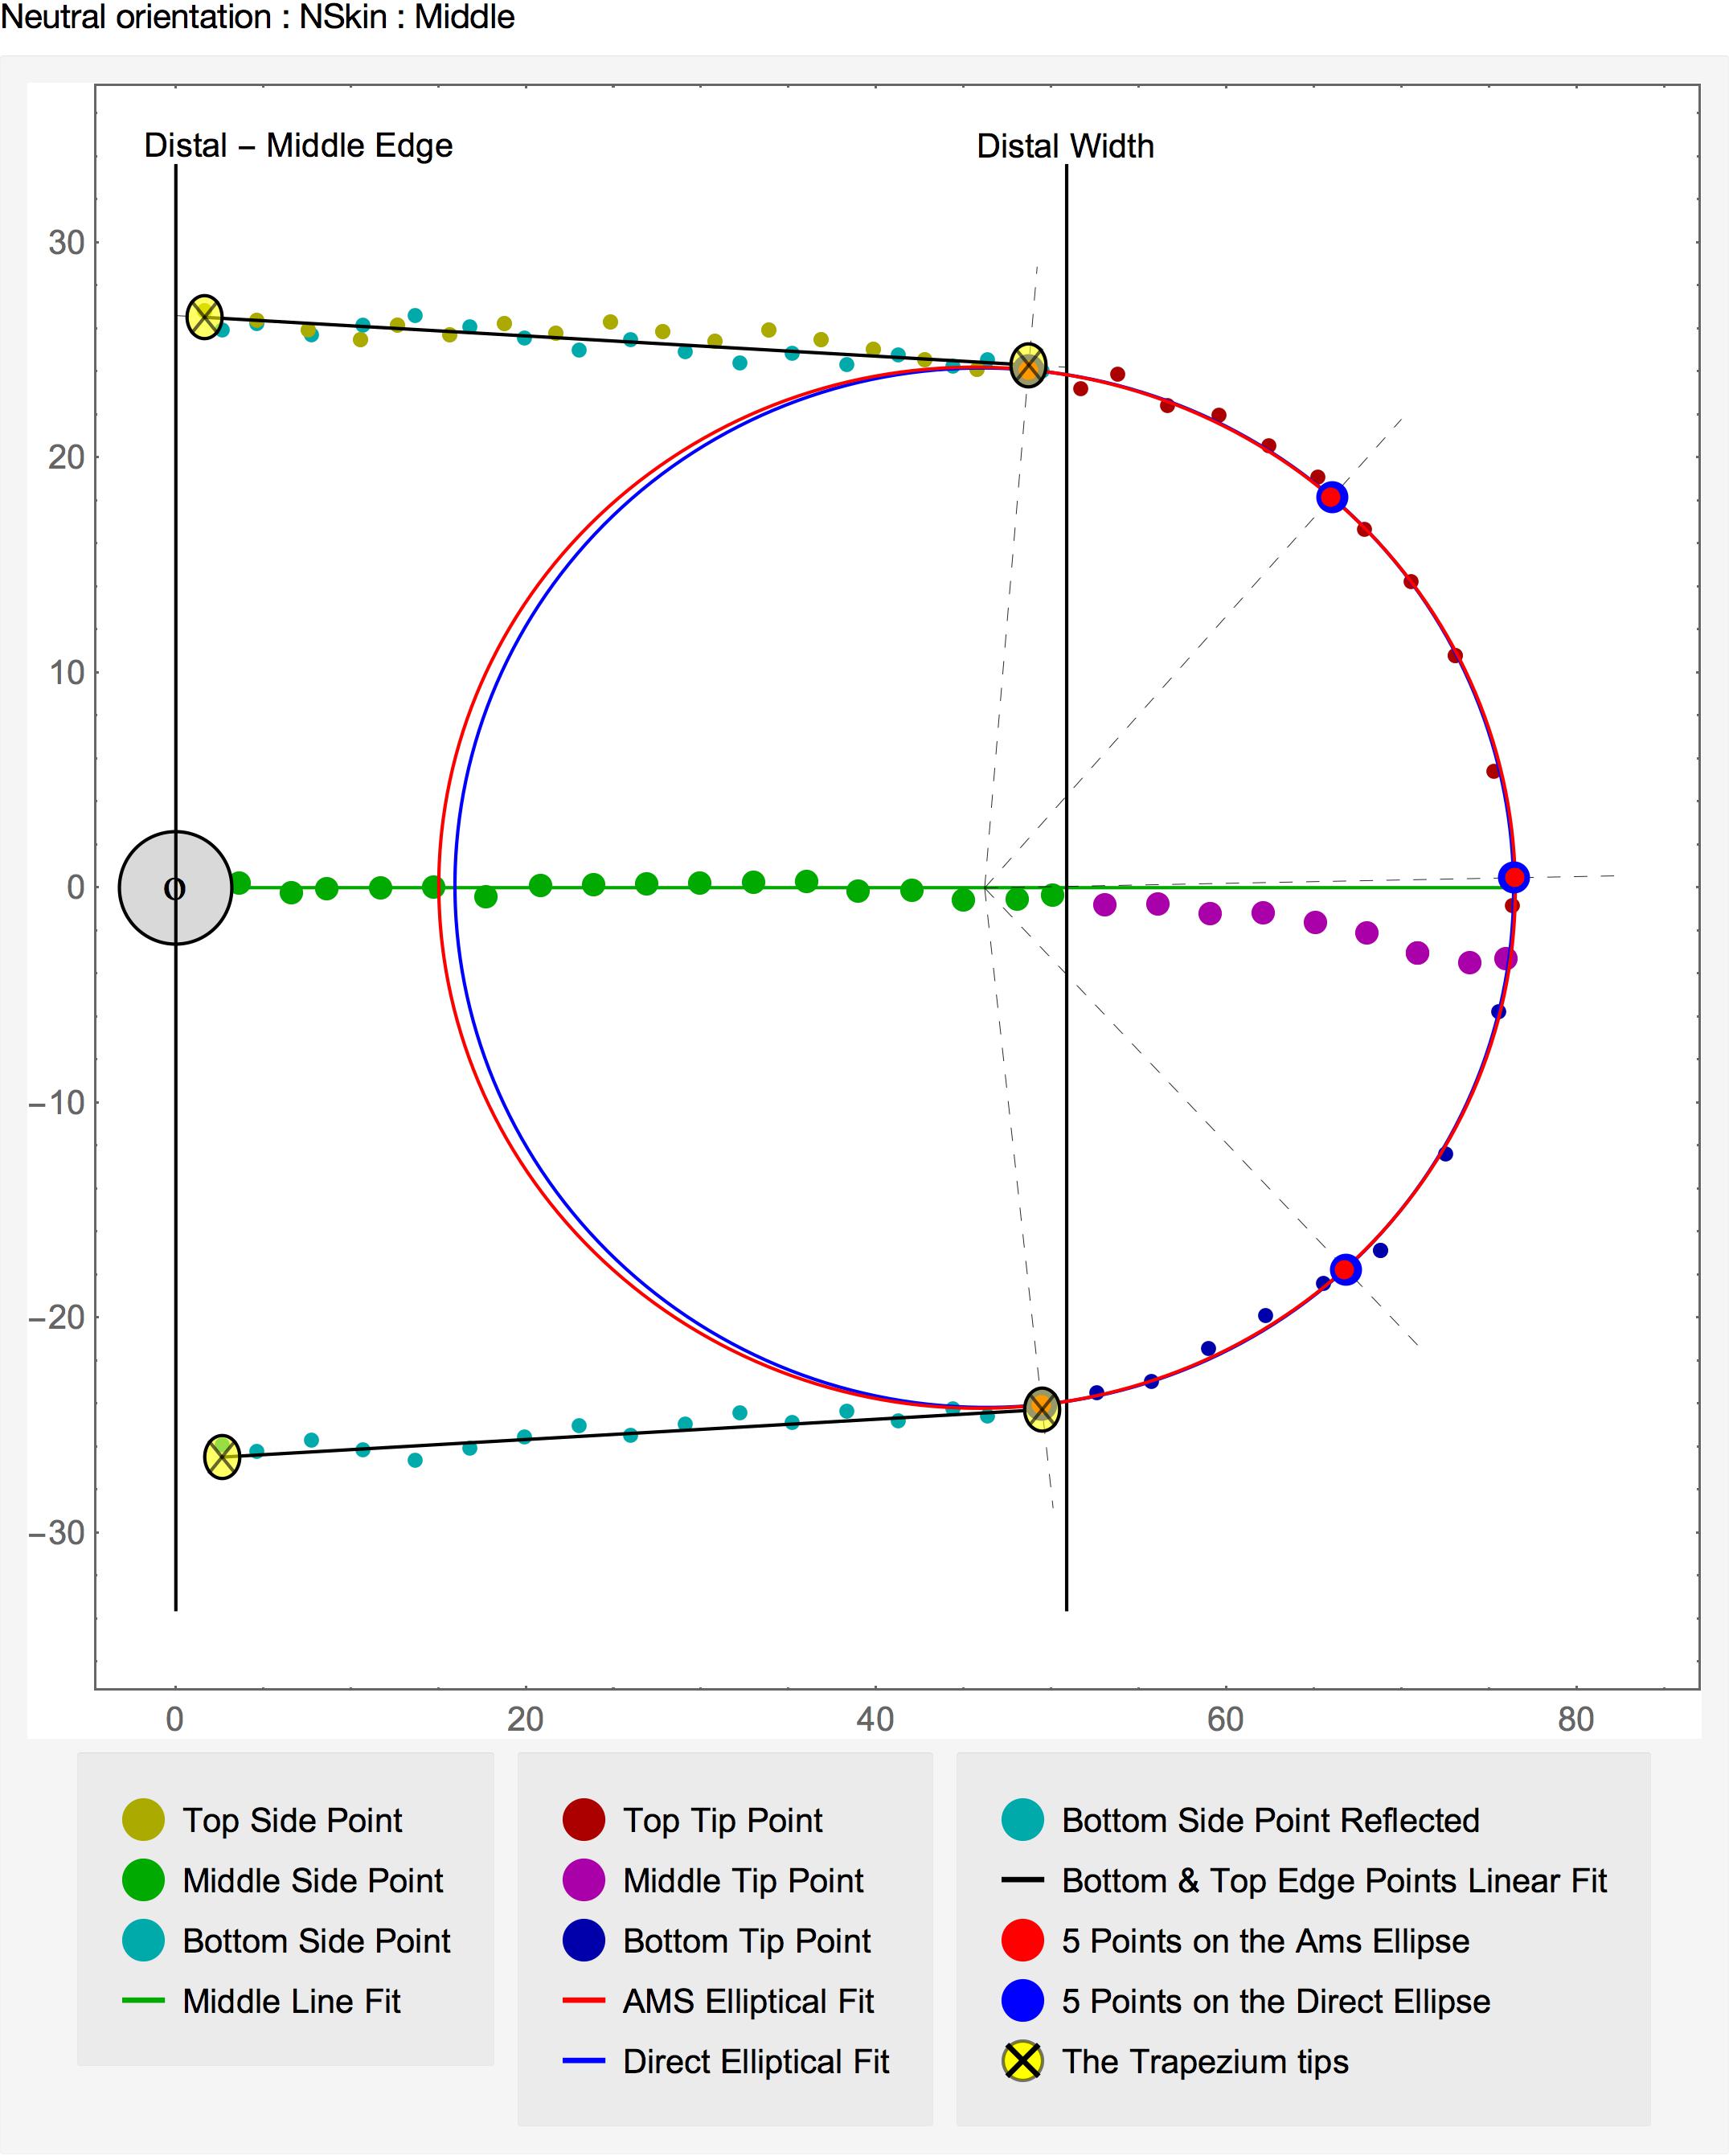 Neutral orientation : NSkin : Middle
Distal – Middle Edge
Distal Width
30
20
10
0
−10
−20
−30
O
0
20
40
60
80
Top Side Point
Middle Side Point
Bottom Side Point
Middle Line Fit
Top Tip Point
Middle Tip Point
Bottom Tip Point
AMS Elliptical Fit
Direct Elliptical Fit
Bottom Side Point Reflected
Bottom & Top Edge Points Linear Fit
5 Points on the Ams Ellipse
5 Points on the Direct Ellipse
The Trapezium tips